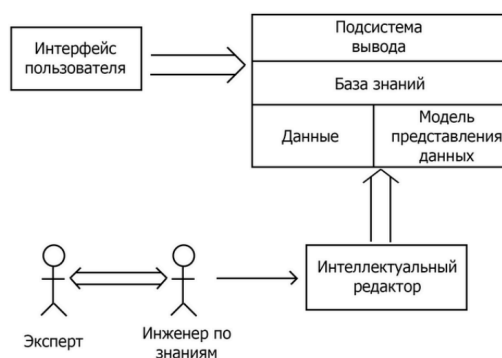 Интерфейс
пользователя
Подсистема
вывода
База знаний
Данные
Модель
представления
данных
Интеллектуальный
редактор
Эксперт
Инженер по
знаниям